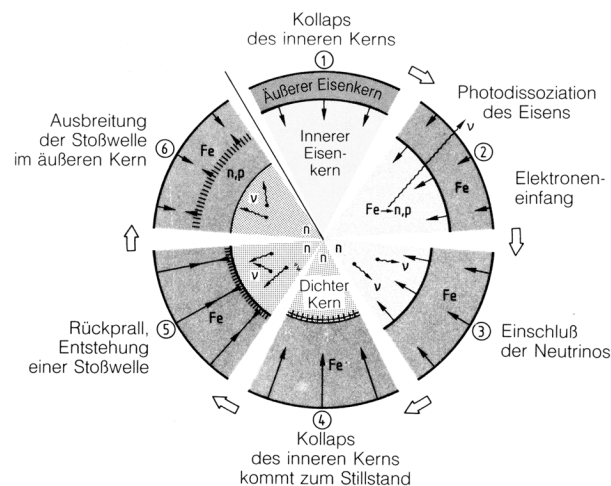 Kollaps
des inneren Kerns
①
Äußerer Eisenkern
Innerer
Eisen-
kern
Photodissoziation
des Eisens
ν
②
Fe
Fe→n,p
Elektronen-
einfang
n
ν
ν
Fe
③
Einschluß
der Neutrinos
n
Dichter
Kern
Fe
④
Kollaps
des inneren Kerns
kommt zum Stillstand
n
ν
Fe
⑤
Rückprall,
Entstehung
einer Stoßwelle
Ausbreitung
der Stoßwelle
im äußeren Kern
⑥
Fe
n,p
ν
n